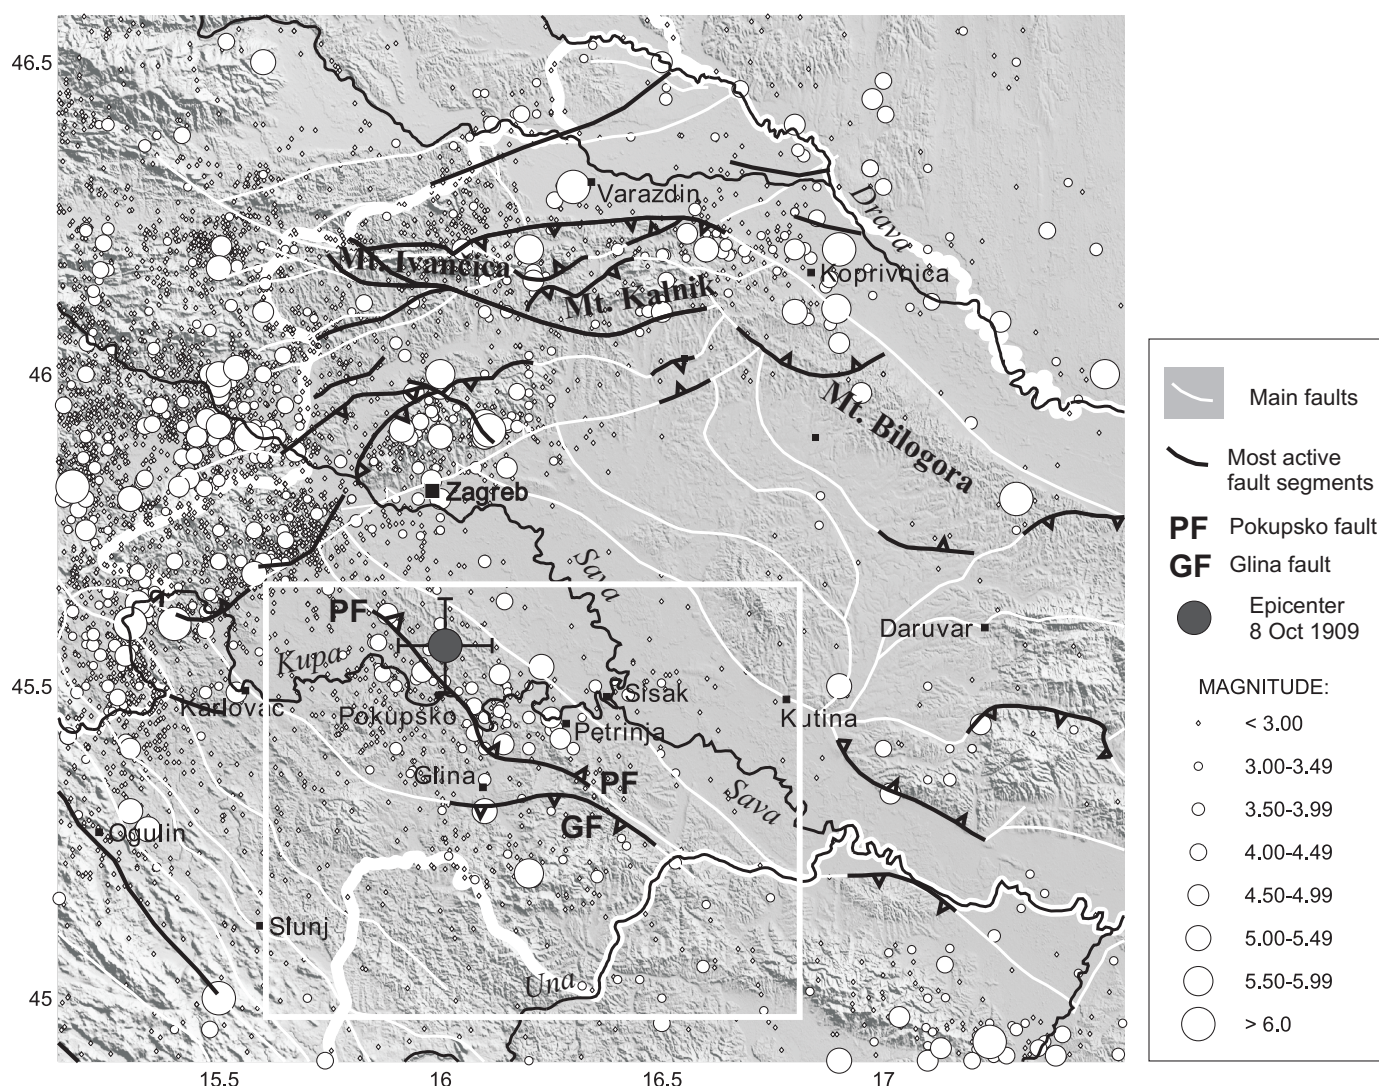 46.5
46
45.5
45
15.5
16
16.5
17
Varazdin
Drava
Mt. Ivančica
Koprivnica
Mt. Kalnik
Mt. Bilogora
Zagreb
Sava
PF
Kupa
Daruvar
Karlovac
Pokupsko
Sisak
Petrinja
Kutina
Glina
PF
Sava
GF
Ogulin
Slunj
Una
Main faults
Most active
fault segments
PF Pokupsko fault
GF Glina fault
Epicenter
8 Oct 1909
MAGNITUDE:
< 3.00
3.00-3.49
3.50-3.99
4.00-4.49
4.50-4.99
5.00-5.49
5.50-5.99
> 6.0